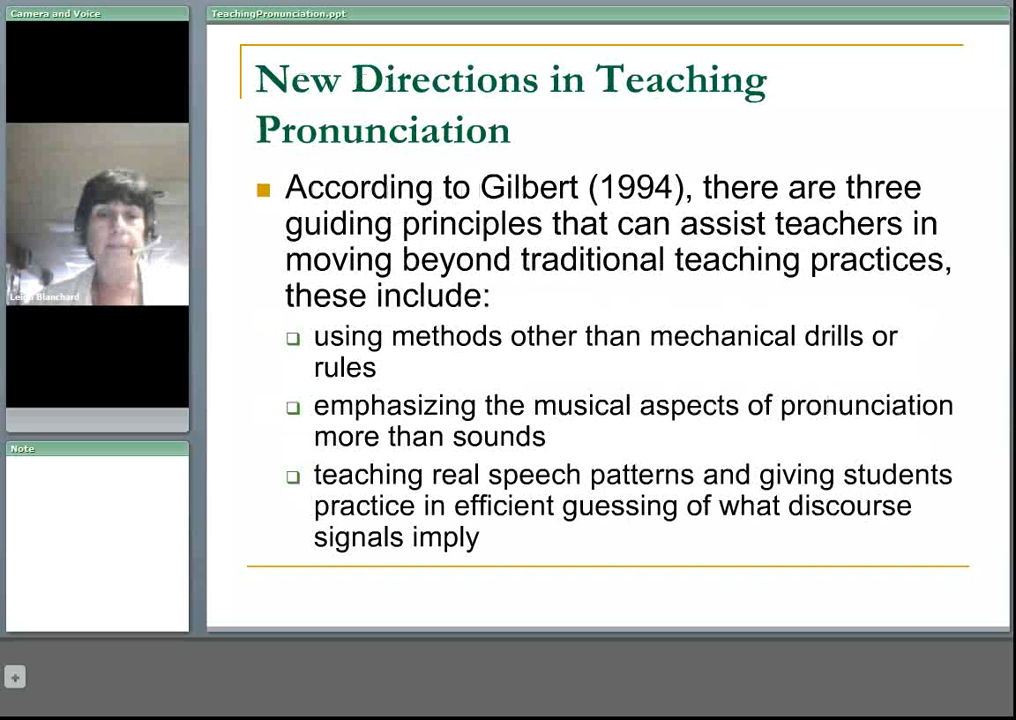 Camera and Voice
TeachingPronunciation.ppt
New Directions in Teaching
Pronunciation
According to Gilbert (1994), there are three
guiding principles that can assist teachers in
moving beyond traditional teaching practices,
these include:
using methods other than mechanical drills or
rules
emphasizing the musical aspects of pronunciation
more than sounds
teaching real speech patterns and giving students
practice in efficient guessing of what discourse
signals imply
Leigh Blanchard
Note